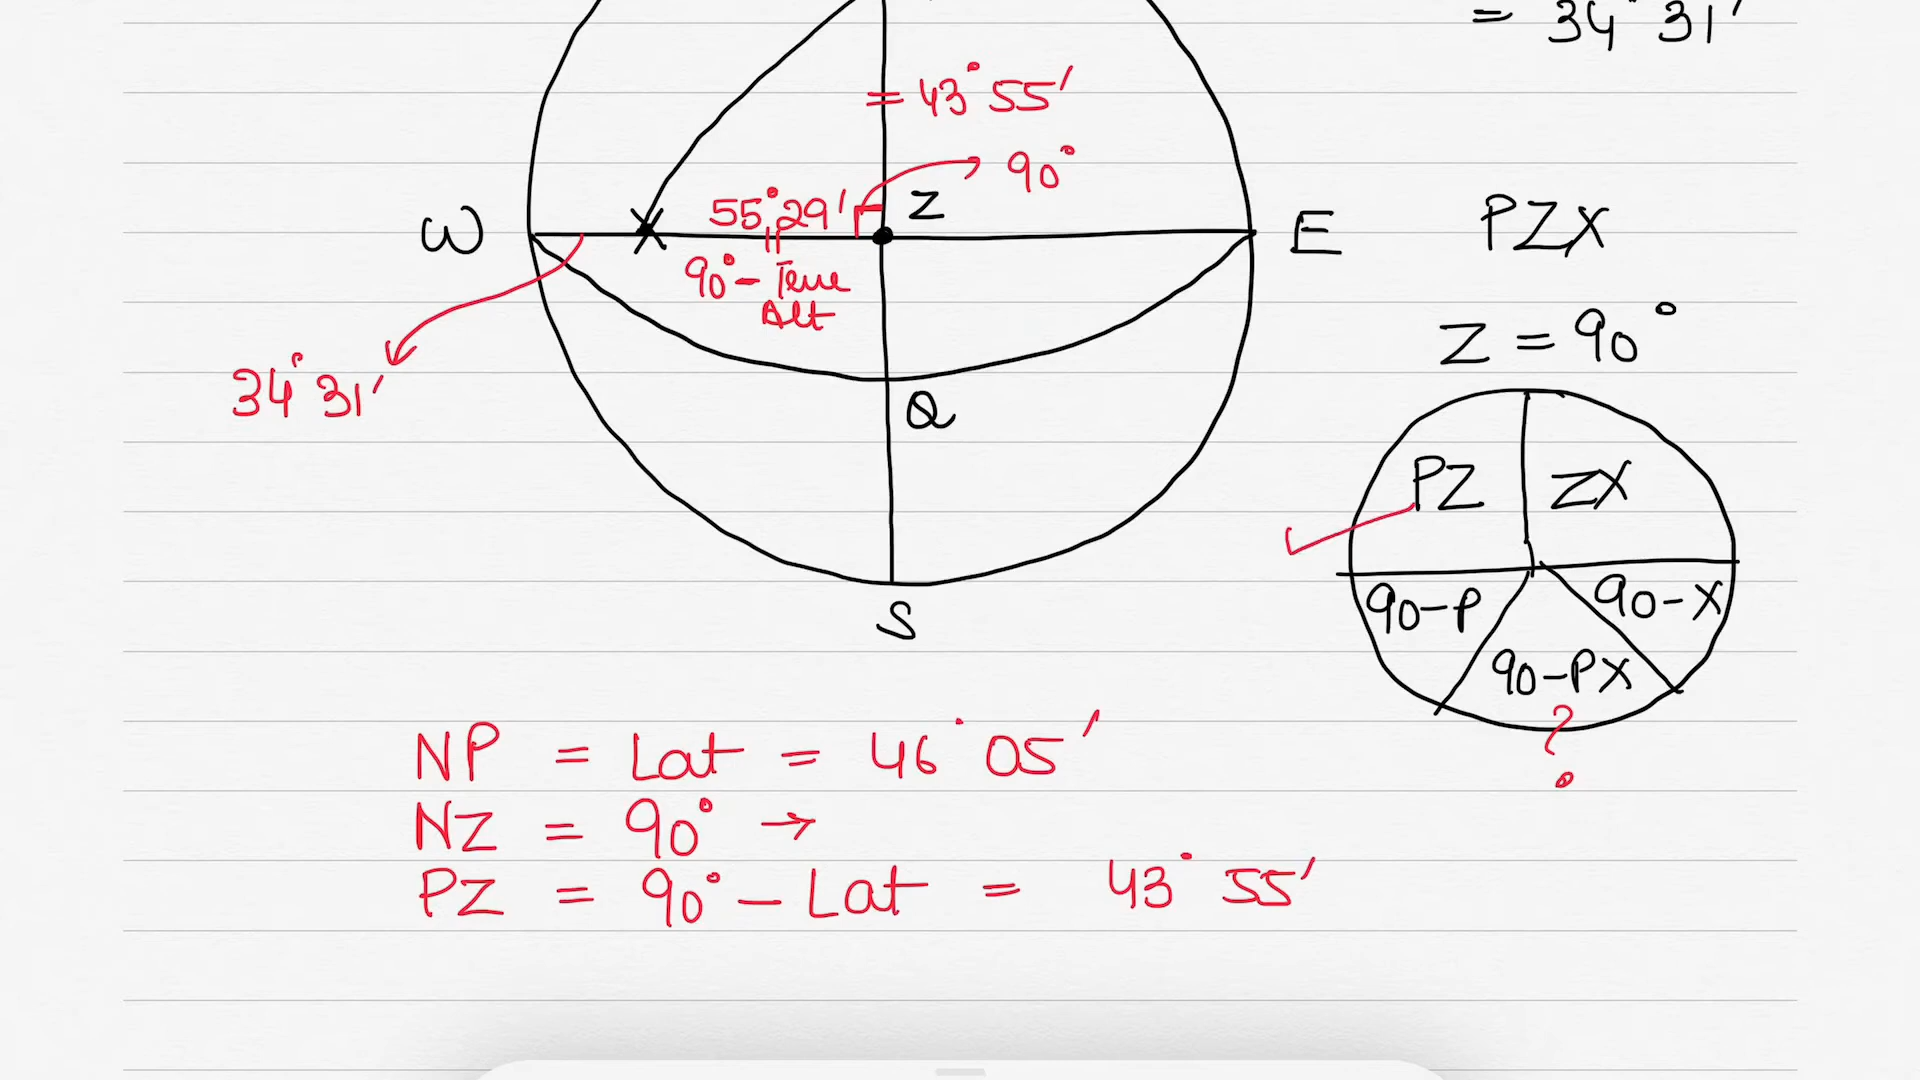 = 34° 31'
= 43° 55'
90°
Z
55° 29'
W
X
E
PZX
90° - True
Alt
Z = 90°
34° 31'
Q
PZ
ZX
90-P
90-X
90-PX
?
S
NP = Lat = 46° 05'
NZ = 90° →
PZ = 90° - Lat = 43° 55'